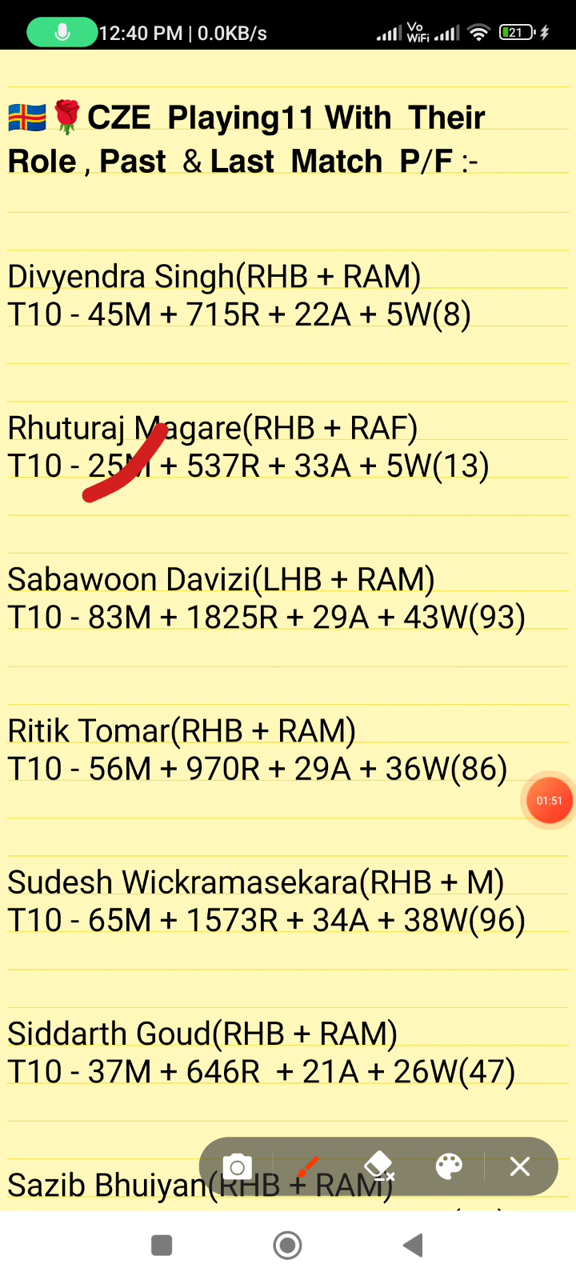 12:40 PM | 0.0KB/s Vo WiFi 21
🇦🇽🌹CZE Playing11 With Their
Role , Past & Last Match P/F :-
Divyendra Singh(RHB + RAM)
T10 - 45M + 715R + 22A + 5W(8)
Rhuturaj Magare(RHB + RAF)
T10 - 25M + 537R + 33A + 5W(13)
Sabawoon Davizi(LHB + RAM)
T10 - 83M + 1825R + 29A + 43W(93)
Ritik Tomar(RHB + RAM)
T10 - 56M + 970R + 29A + 36W(86)
01:51
Sudesh Wickramasekara(RHB + M)
T10 - 65M + 1573R + 34A + 38W(96)
Siddarth Goud(RHB + RAM)
T10 - 37M + 646R + 21A + 26W(47)
Sazib Bhuiyan(RHB + RAM)